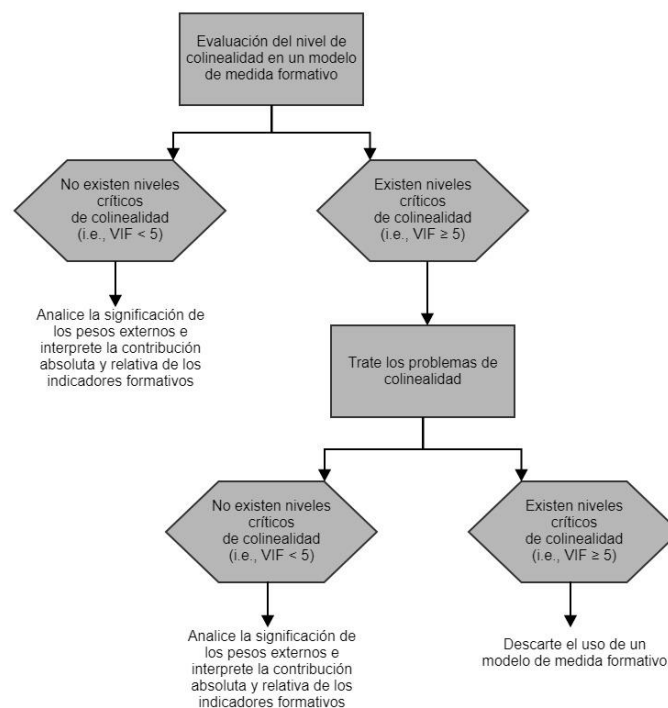 Evaluación del nivel de
colinealidad en un modelo
de medida formativo
No existen niveles
críticos
de colinealidad
(i.e., VIF < 5)
Existen niveles
críticos
de colinealidad
(i.e., VIF ≥ 5)
Analice la significación de
los pesos externos e
interprete la contribución
absoluta y relativa de los
indicadores formativos
Trate los problemas de
colinealidad
No existen niveles
críticos
de colinealidad
(i.e., VIF < 5)
Existen niveles
críticos
de colinealidad
(i.e., VIF ≥ 5)
Analice la significación de
los pesos externos e
interprete la contribución
absoluta y relativa de los
indicadores formativos
Descarte el uso de un
modelo de medida formativo